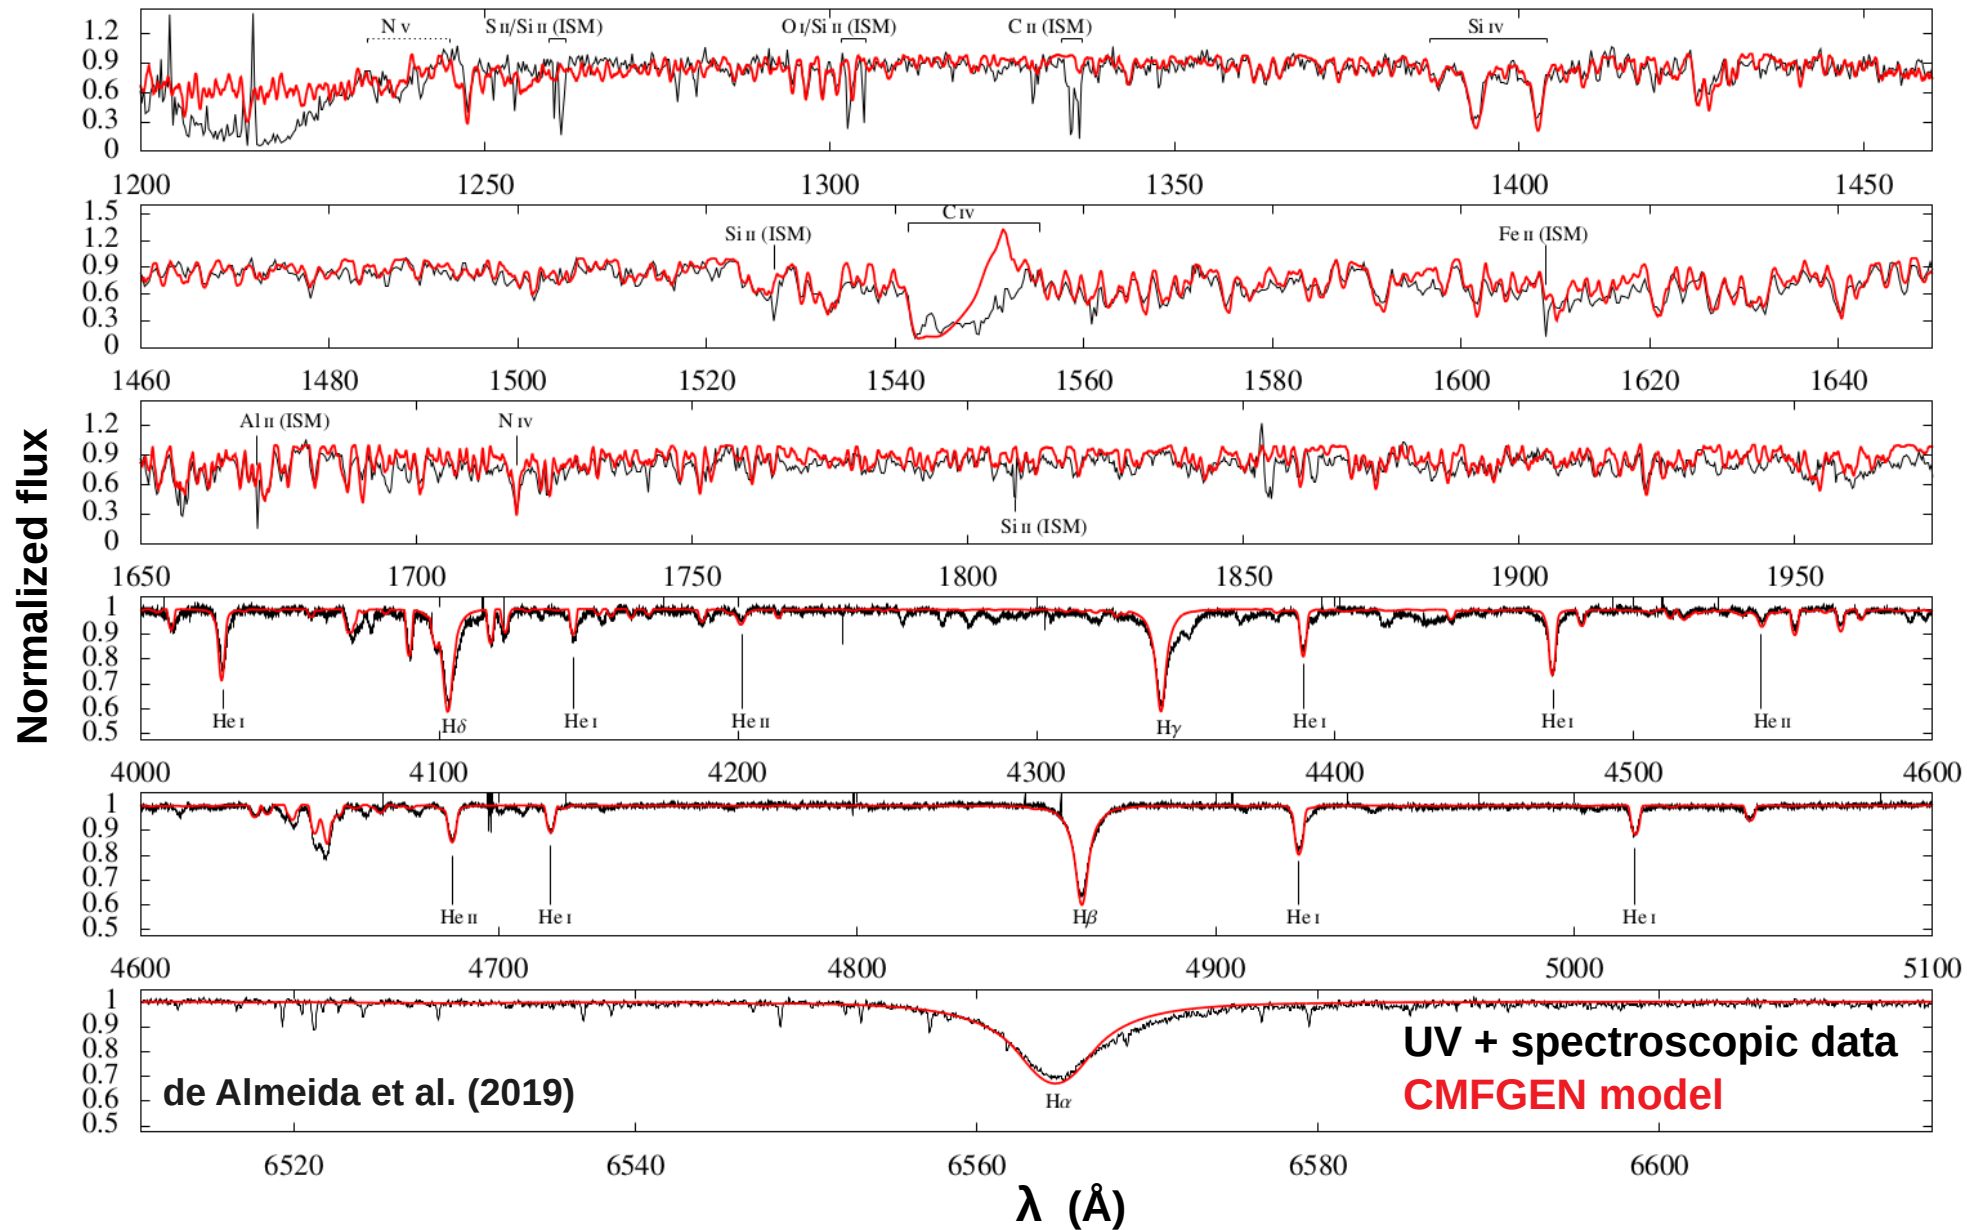 N V S II/Si II (ISM) O I/Si II (ISM) C II (ISM) Si IV
1.2
0.9
0.6
0.3
0
1200 1250 1300 1350 1400 1450
1.5
1.2
0.9
0.6
0.3
0
C IV
Si II (ISM) Fe II (ISM)
1460 1480 1500 1520 1540 1560 1580 1600 1620 1640
1.2
0.9
0.6
0.3
0
Al II (ISM) N IV
Si II (ISM)
1650 1700 1750 1800 1850 1900 1950
Normalized flux
1
0.9
0.8
0.7
0.6
0.5
He I Hδ He I He II Hγ He I He I He II
4000 4100 4200 4300 4400 4500 4600
1
0.9
0.8
0.7
0.6
0.5
He II He I Hβ He I He I
4600 4700 4800 4900 5000 5100
1
0.9
0.8
0.7
0.6
0.5
UV + spectroscopic data
CMFGEN model
de Almeida et al. (2019)
Hα
6520 6540 6560 6580 6600
λ (Å)